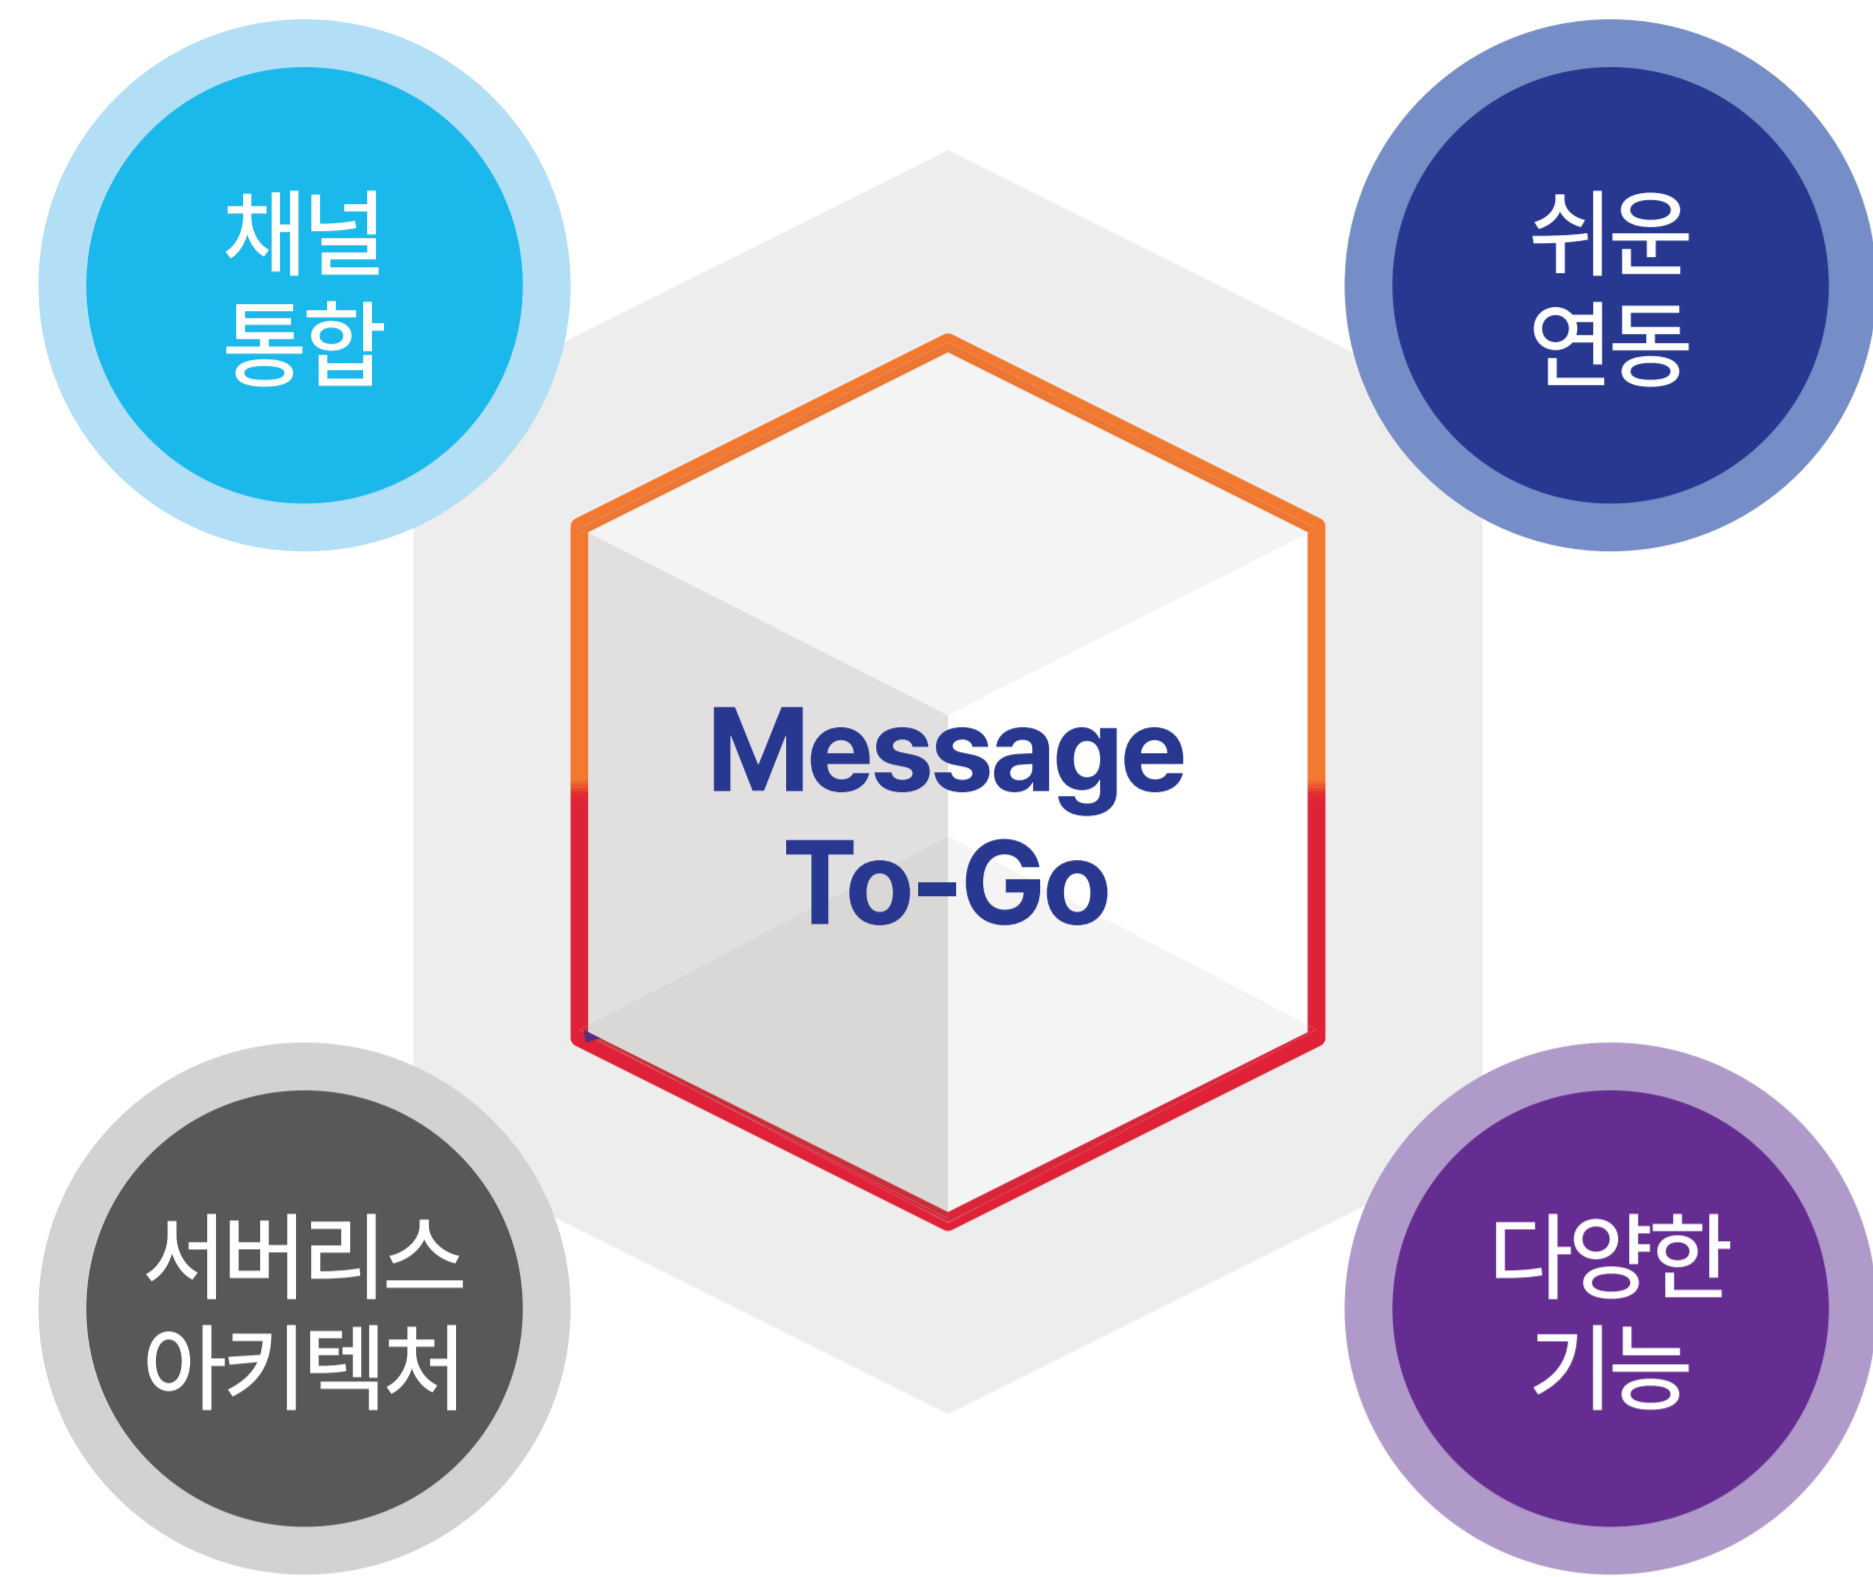 채널
통합
쉬운
연동
Message
To-Go
서버리스
아키텍처
다양한
기능